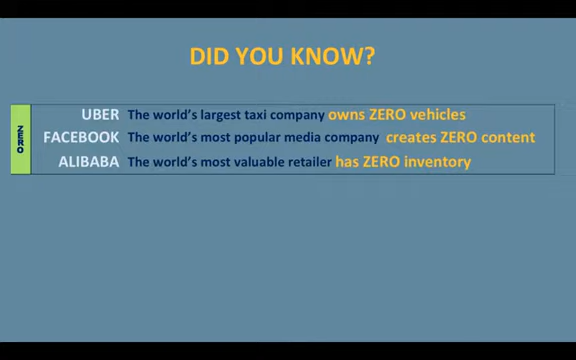 DID YOU KNOW?
ZERO
UBER The world's largest taxi company owns ZERO vehicles
FACEBOOK The world's most popular media company creates ZERO content
ALIBABA The world's most valuable retailer has ZERO inventory